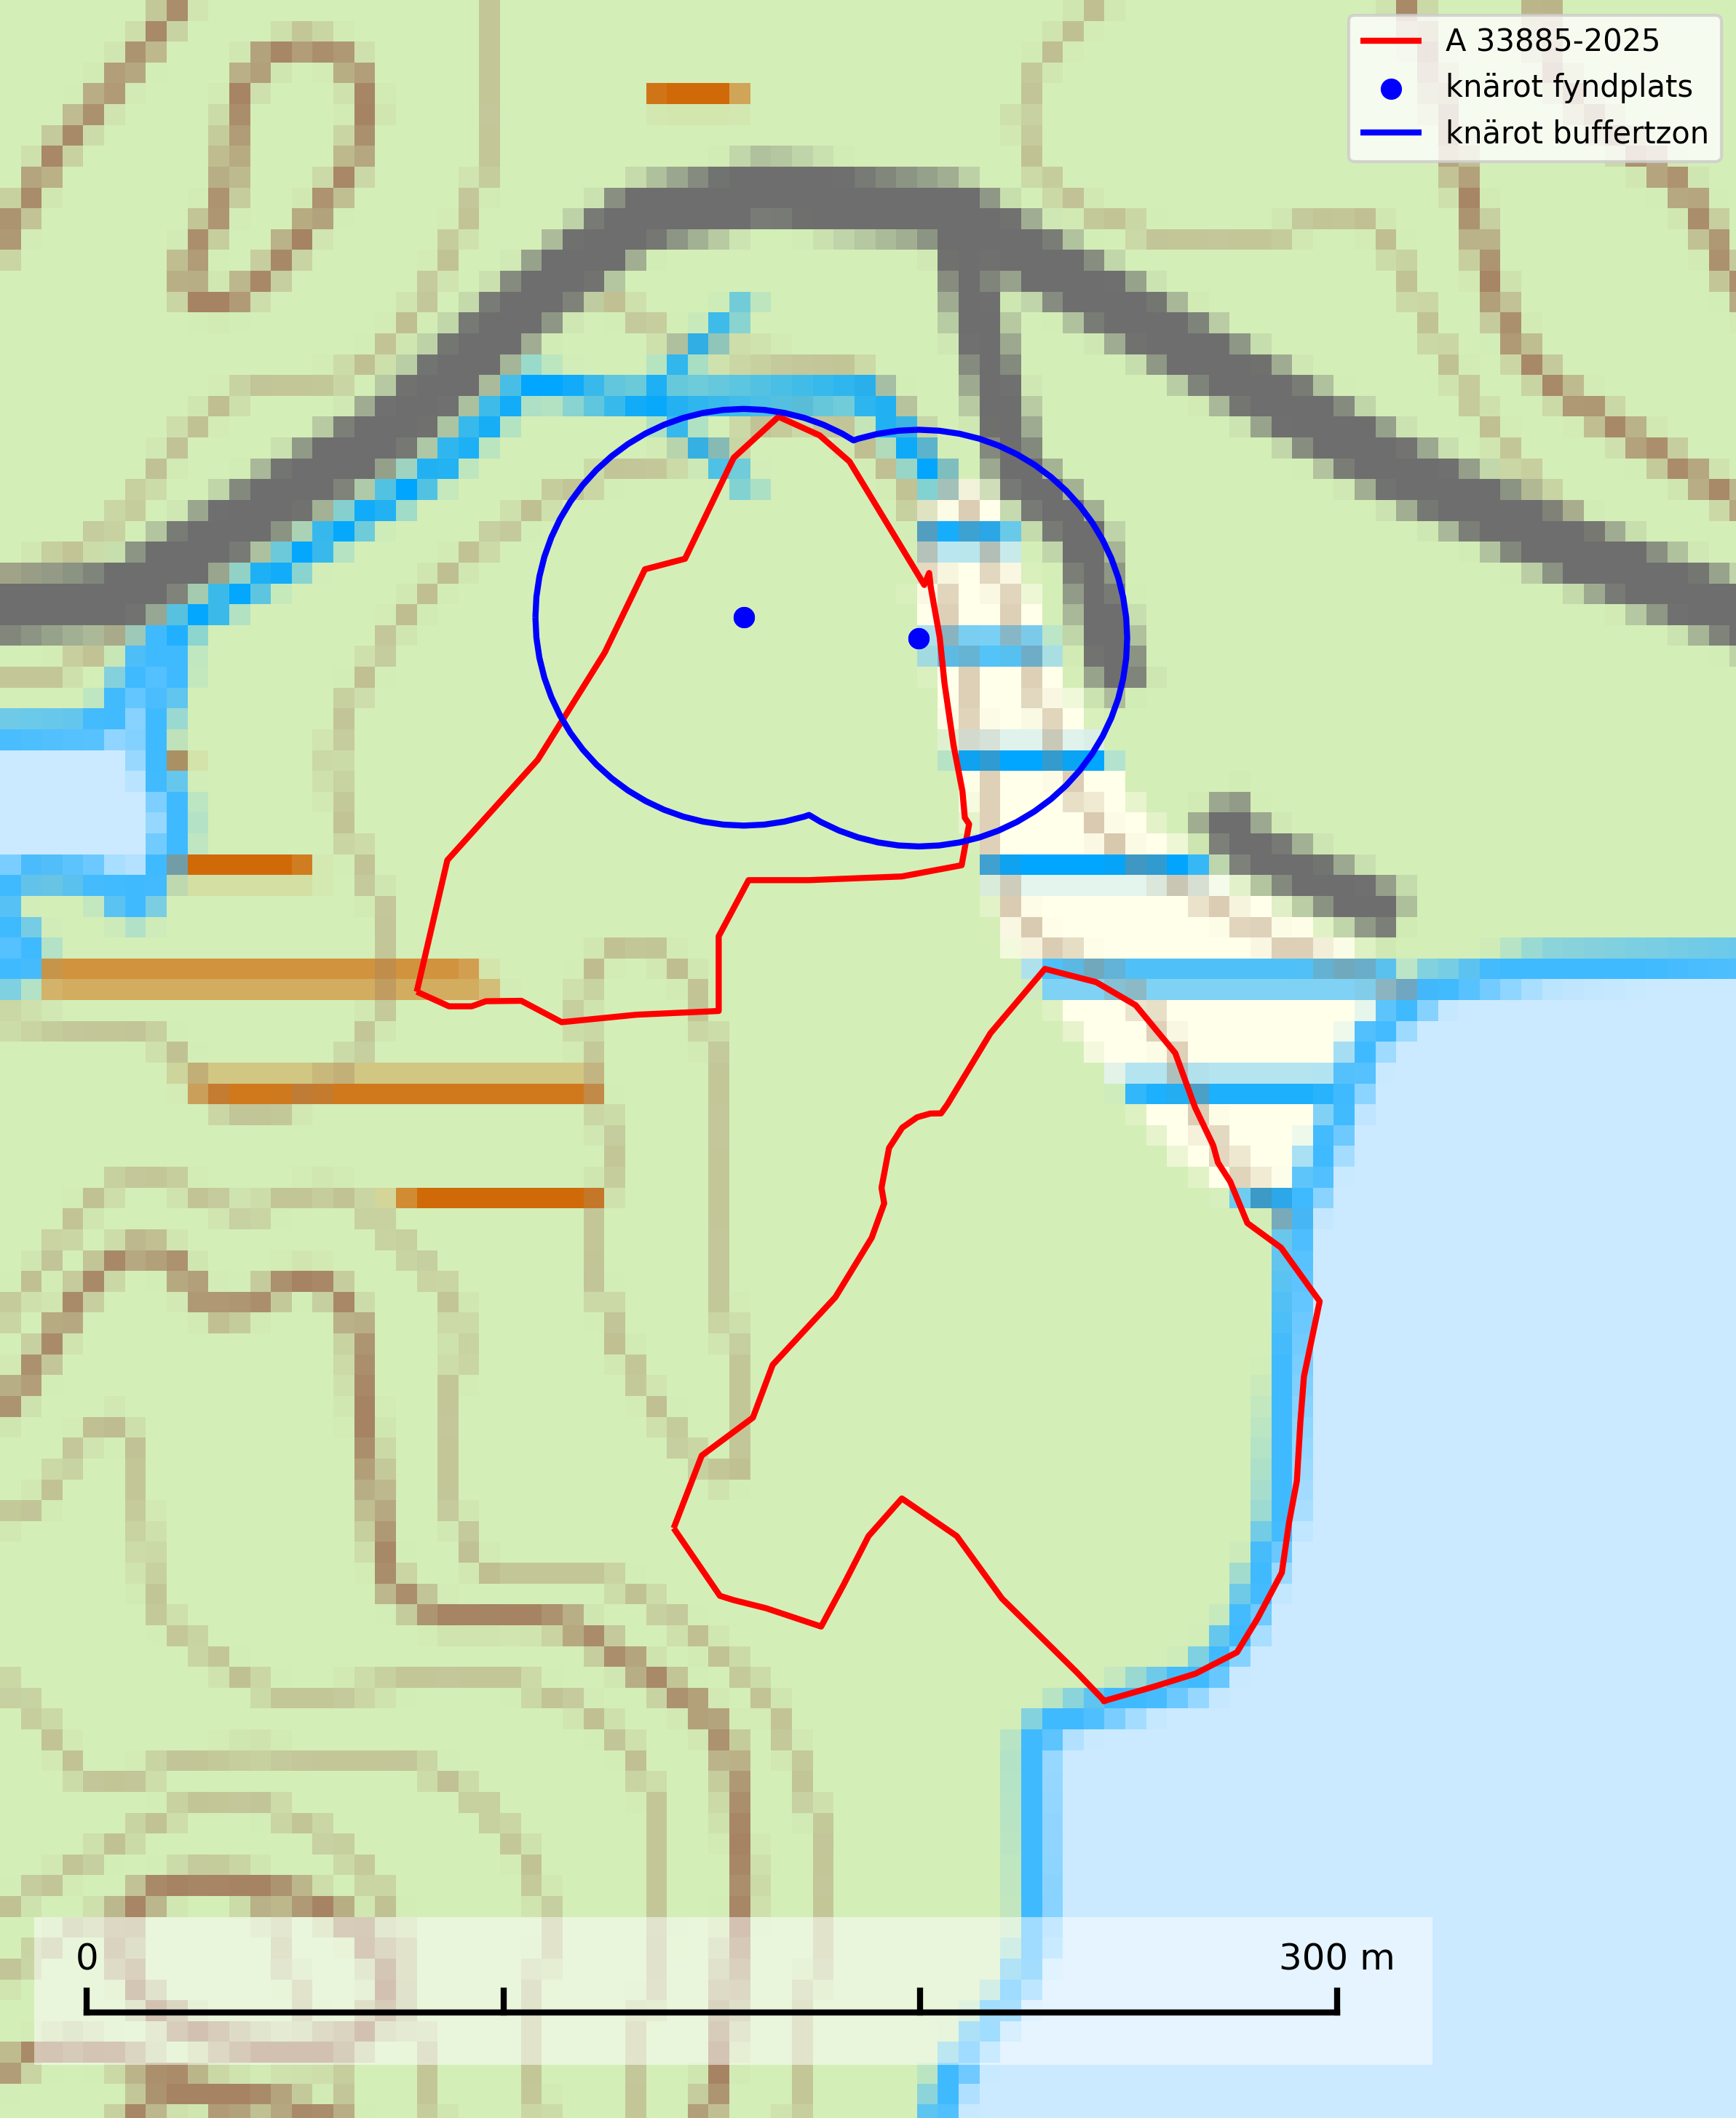 A 33885-2025
knärot fyndplats
knärot buffertzon
0 300 m